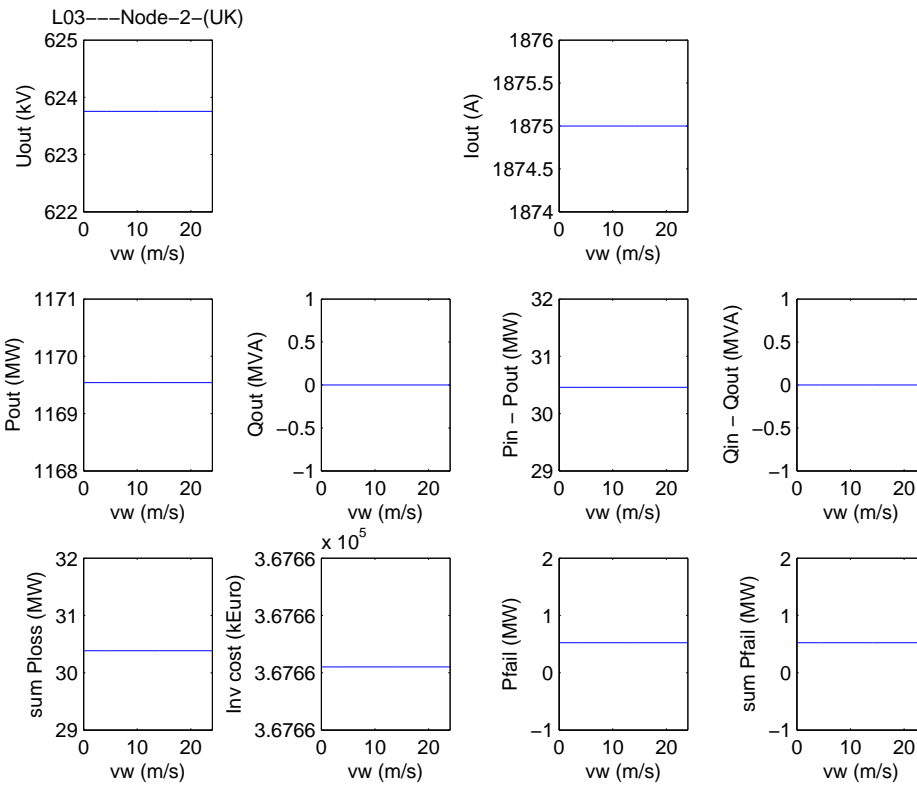 L03---Node-2-(UK)
625
624
623
622
Uout (kV)
0 10 20
vw (m/s)
1876
1875.5
1875
1874.5
1874
Iout (A)
0 10 20
vw (m/s)
1171
1170
1169
1168
Pout (MW)
0 10 20
vw (m/s)
1
0.5
0
-0.5
-1
Qout (MVA)
0 10 20
vw (m/s)
32
31
30
29
Pin - Pout (MW)
0 10 20
vw (m/s)
1
0.5
0
-0.5
-1
Qin - Qout (MVA)
0 10 20
vw (m/s)
32
31
30
29
sum Ploss (MW)
0 10 20
vw (m/s)
x 10^5
3.6766
3.6766
3.6766
3.6766
Inv cost (kEuro)
0 10 20
vw (m/s)
2
1
0
-1
Pfail (MW)
0 10 20
vw (m/s)
2
1
0
-1
sum Pfail (MW)
0 10 20
vw (m/s)